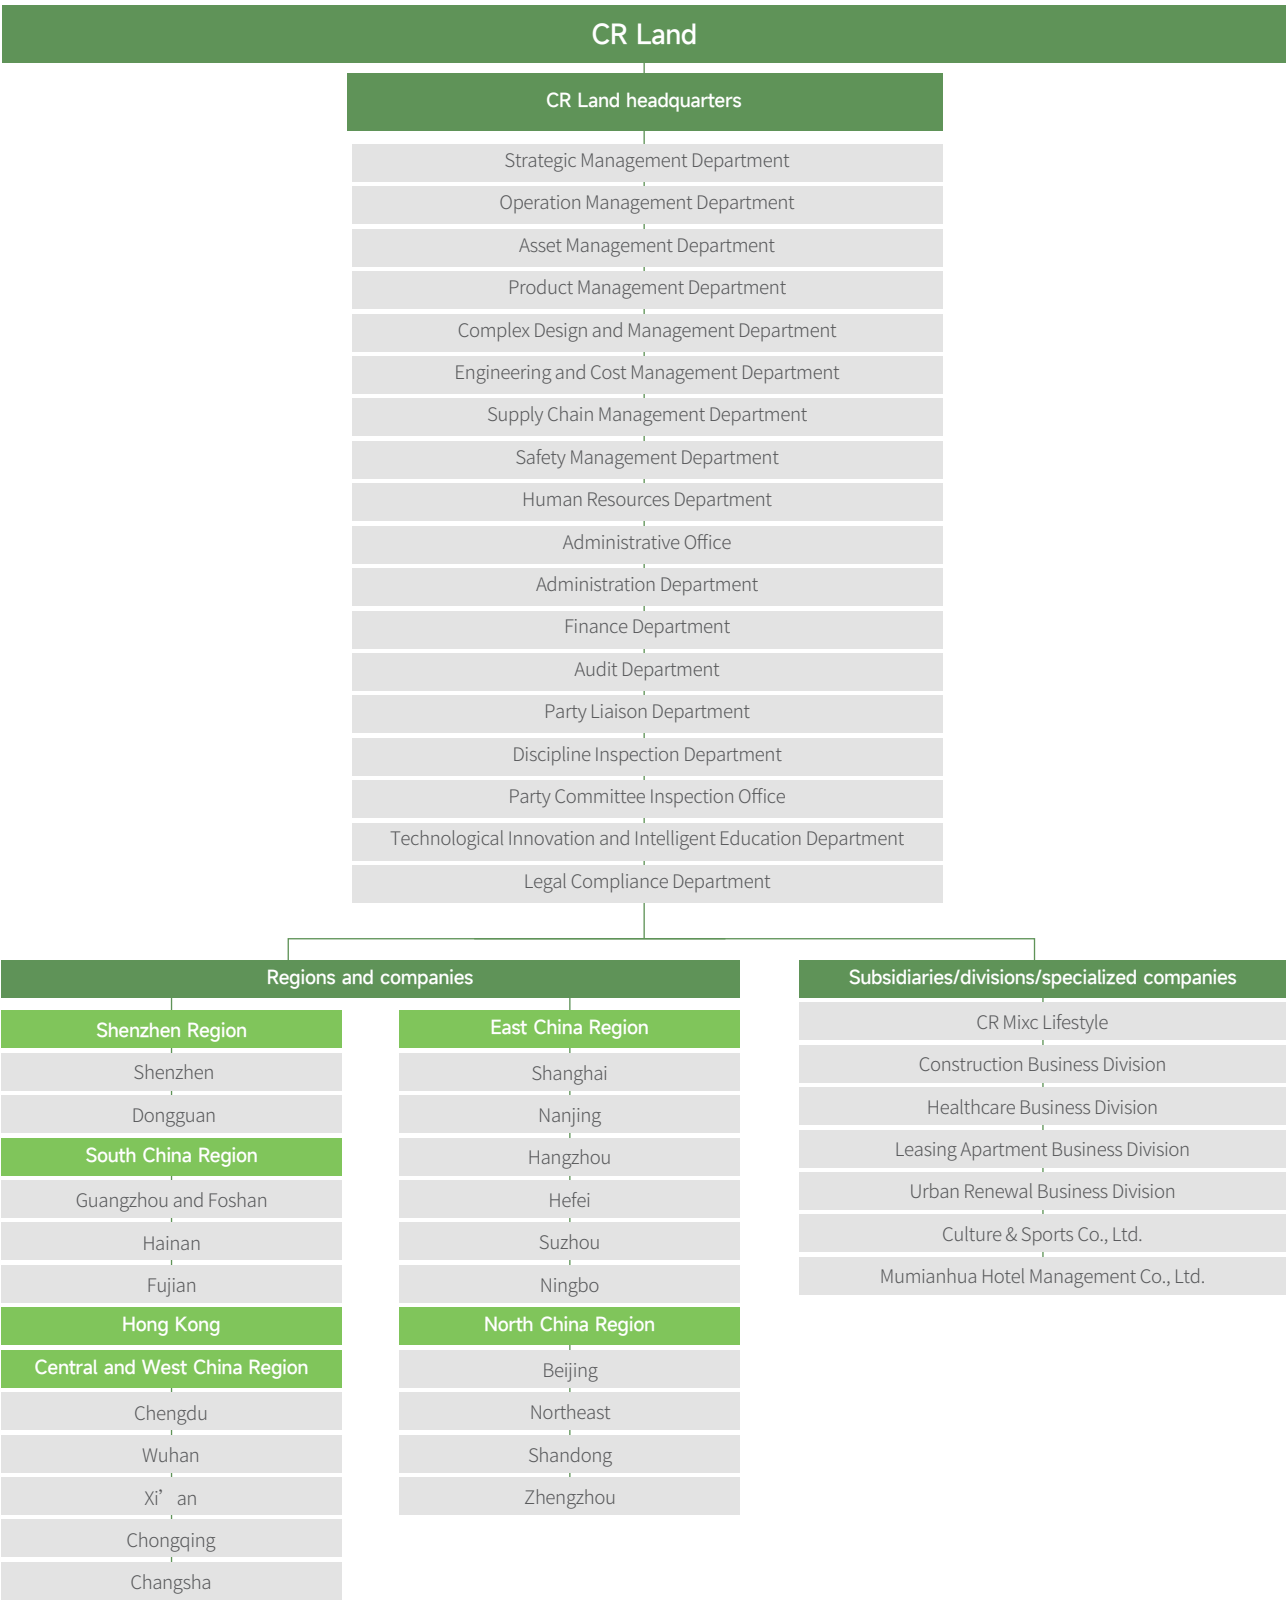 CR Land
CR Land headquarters
Strategic Management Department
Operation Management Department
Asset Management Department
Product Management Department
Complex Design and Management Department
Engineering and Cost Management Department
Supply Chain Management Department
Safety Management Department
Human Resources Department
Administrative Office
Administration Department
Finance Department
Audit Department
Party Liaison Department
Discipline Inspection Department
Party Committee Inspection Office
Technological Innovation and Intelligent Education Department
Legal Compliance Department
Regions and companies
Shenzhen Region
Shenzhen
Dongguan
South China Region
Guangzhou and Foshan
Hainan
Fujian
Hong Kong
Central and West China Region
Chengdu
Wuhan
Xi’ an
Chongqing
Changsha
East China Region
Shanghai
Nanjing
Hangzhou
Hefei
Suzhou
Ningbo
North China Region
Beijing
Northeast
Shandong
Zhengzhou
Subsidiaries/divisions/specialized companies
CR Mixc Lifestyle
Construction Business Division
Healthcare Business Division
Leasing Apartment Business Division
Urban Renewal Business Division
Culture & Sports Co., Ltd.
Mumianhua Hotel Management Co., Ltd.